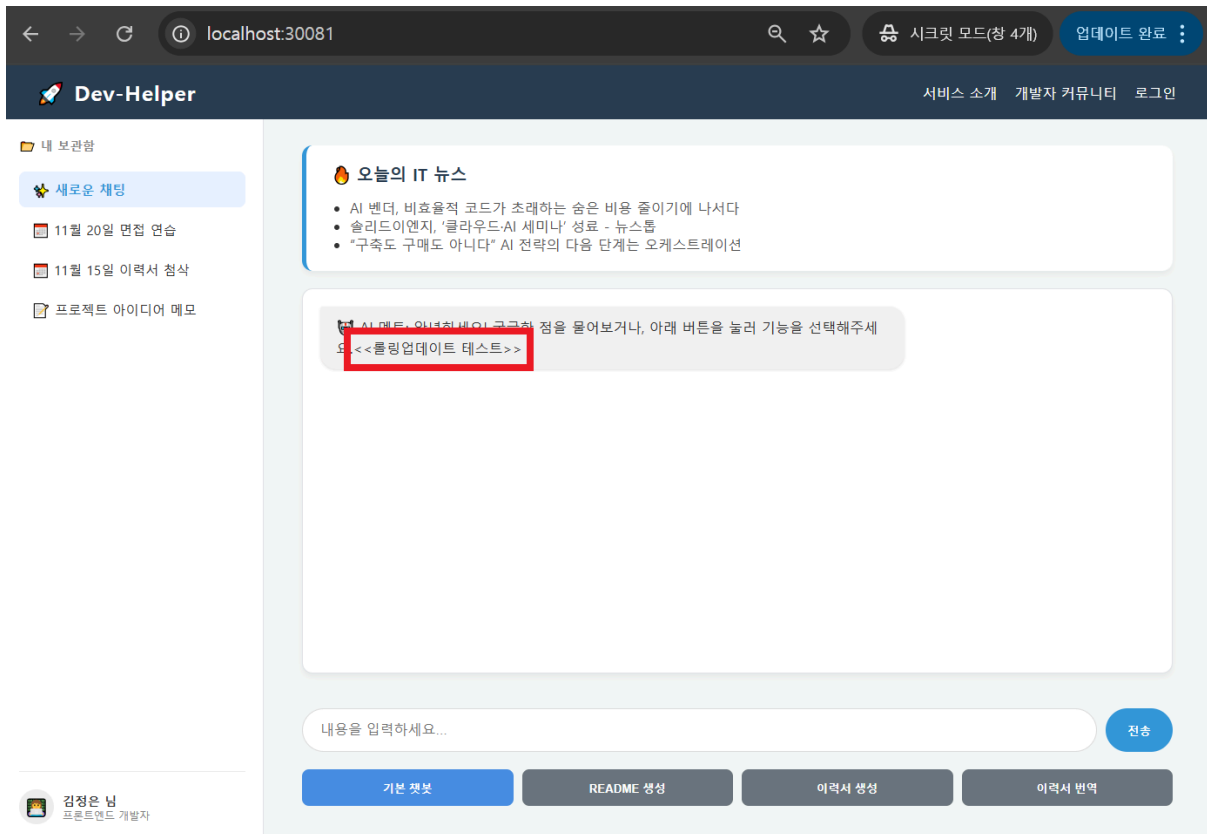 localhost:30081
시크릿 모드(창 4개)
업데이트 완료
Dev-Helper
서비스 소개 개발자 커뮤니티 로그인
내 보관함
새로운 채팅
11월 20일 면접 연습
11월 15일 이력서 첨삭
프로젝트 아이디어 메모
오늘의 IT 뉴스
• AI 벤더, 비효율적 코드가 초래하는 숨은 비용 줄이기에 나서다
• 솔리드이엔지, ‘클라우드·AI 세미나’ 성료 - 뉴스톱
• “구축도 구매도 아니다” AI 전략의 다음 단계는 오케스트레이션
AI 멘토: 안녕하세요! 궁금한 점을 물어보거나, 아래 버튼을 눌러 기능을 선택해주세
요.<<롤링업데이트 테스트>>
내용을 입력하세요...
전송
기본 챗봇
README 생성
이력서 생성
이력서 번역
김정은 님
프론트엔드 개발자